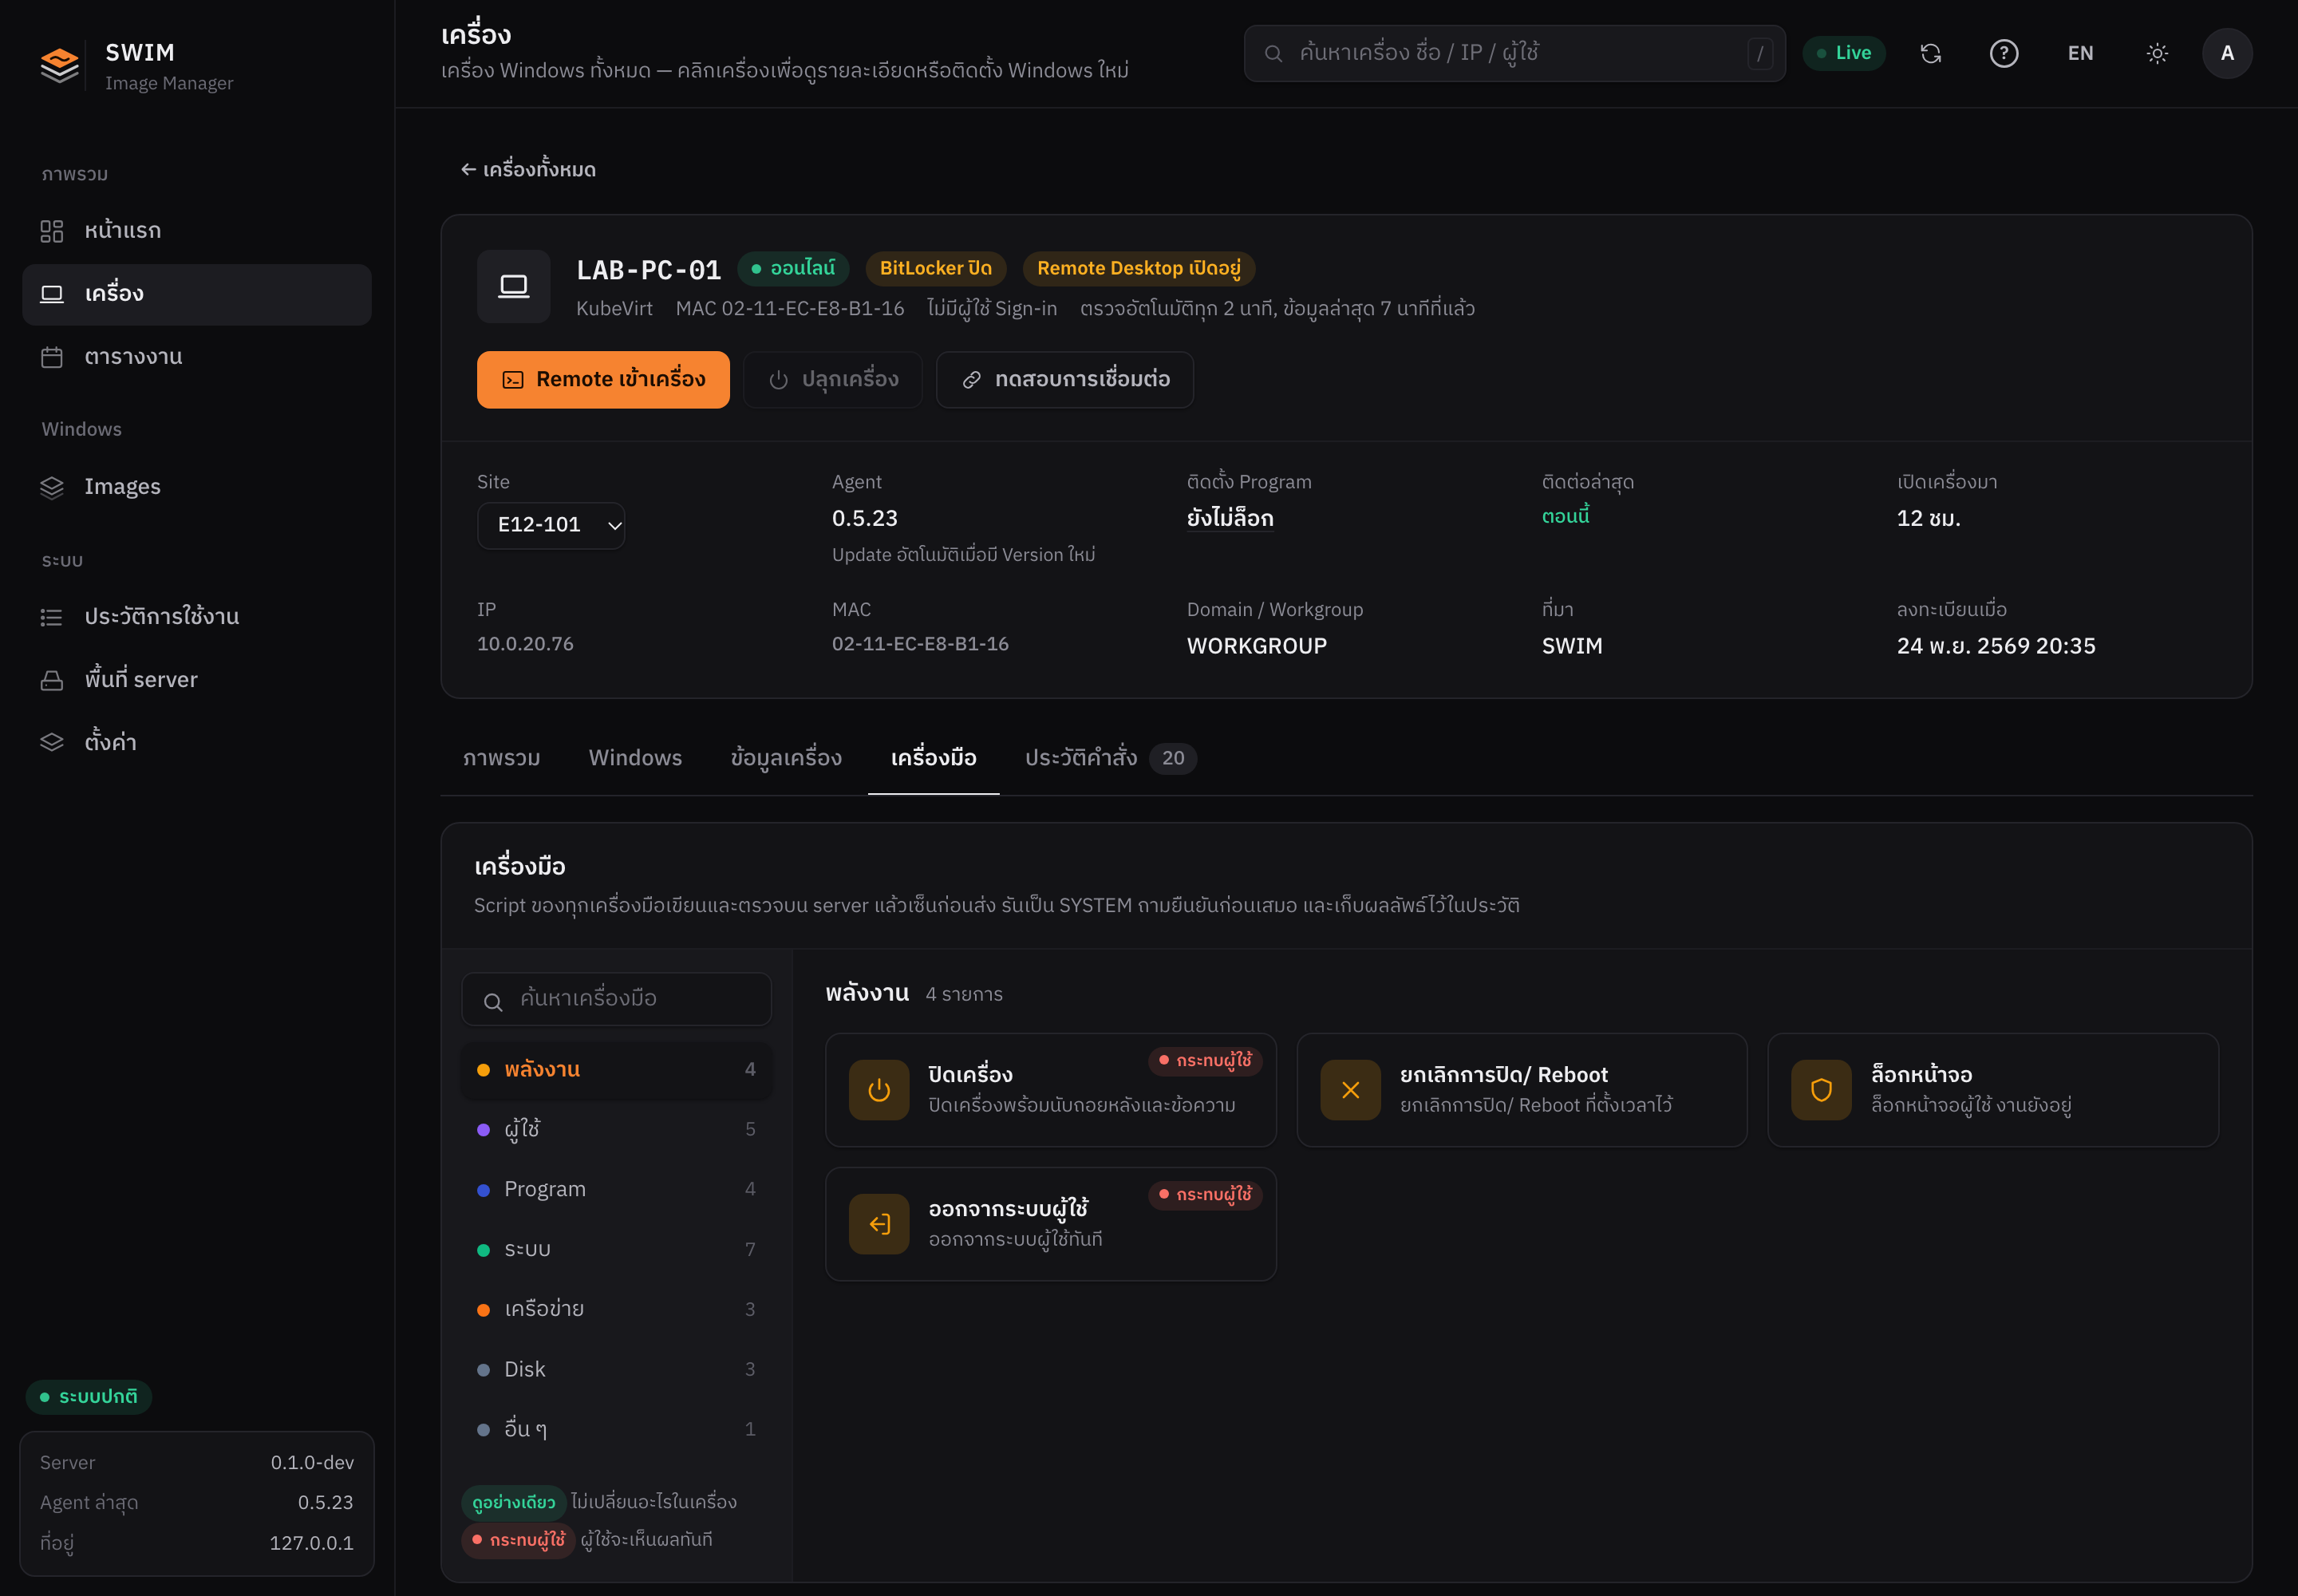 SWIM
Image Manager
ภาพรวม
หน้าแรก
เครื่อง
ตารางงาน
Windows
Images
ระบบ
ประวัติการใช้งาน
พื้นที่ server
ตั้งค่า
ระบบปกติ
Server 0.1.0-dev
Agent ล่าสุด 0.5.23
ที่อยู่ 127.0.0.1
เครื่อง
เครื่อง Windows ทั้งหมด — คลิกเครื่องเพื่อดูรายละเอียดหรือติดตั้ง Windows ใหม่
ค้นหาเครื่อง ชื่อ / IP / ผู้ใช้ /
Live
?
EN
A
← เครื่องทั้งหมด
LAB-PC-01 ออนไลน์ BitLocker ปิด Remote Desktop เปิดอยู่
KubeVirt MAC 02-11-EC-E8-B1-16 ไม่มีผู้ใช้ Sign-in ตรวจอัตโนมัติทุก 2 นาที, ข้อมูลล่าสุด 7 นาทีที่แล้ว
Remote เข้าเครื่อง ปลุกเครื่อง ทดสอบการเชื่อมต่อ
Site Agent ติดตั้ง Program ติดต่อล่าสุด เปิดเครื่องมา
E12-101 0.5.23 ยังไม่ล็อก ตอนนี้ 12 ชม.
Update อัตโนมัติเมื่อมี Version ใหม่
IP MAC Domain / Workgroup ที่มา ลงทะเบียนเมื่อ
10.0.20.76 02-11-EC-E8-B1-16 WORKGROUP SWIM 24 พ.ย. 2569 20:35
ภาพรวม Windows ข้อมูลเครื่อง เครื่องมือ ประวัติคำสั่ง 20
เครื่องมือ
Script ของทุกเครื่องมือเขียนและตรวจบน server แล้วเซ็นก่อนส่ง รันเป็น SYSTEM ถามยืนยันก่อนเสมอ และเก็บผลลัพธ์ไว้ในประวัติ
ค้นหาเครื่องมือ
พลังงาน 4
ผู้ใช้ 5
Program 4
ระบบ 7
เครือข่าย 3
Disk 3
อื่น ๆ 1
ดูอย่างเดียว ไม่เปลี่ยนอะไรในเครื่อง
กระทบผู้ใช้ ผู้ใช้จะเห็นผลทันที
พลังงาน 4 รายการ
ปิดเครื่อง กระทบผู้ใช้
ปิดเครื่องพร้อมนับถอยหลังและข้อความ
ยกเลิกการปิด/ Reboot
ยกเลิกการปิด/ Reboot ที่ตั้งเวลาไว้
ล็อกหน้าจอ
ล็อกหน้าจอผู้ใช้ งานยังอยู่
ออกจากระบบผู้ใช้ กระทบผู้ใช้
ออกจากระบบผู้ใช้ทันที